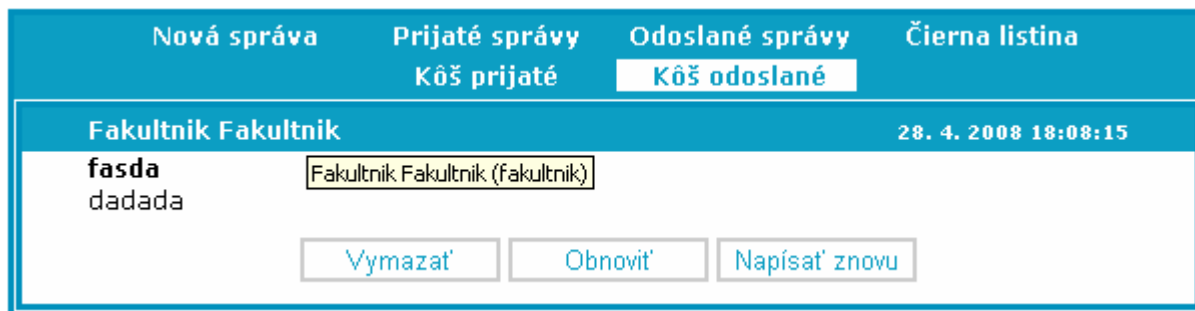 Nová správa Prijaté správy Odoslané správy Čierna listina
Kôš prijaté Kôš odoslané
Fakultnik Fakultnik 28. 4. 2008 18:08:15
fasda
Fakultnik Fakultnik (fakultnik)
dadada
Vymazať Obnoviť Napísať znovu